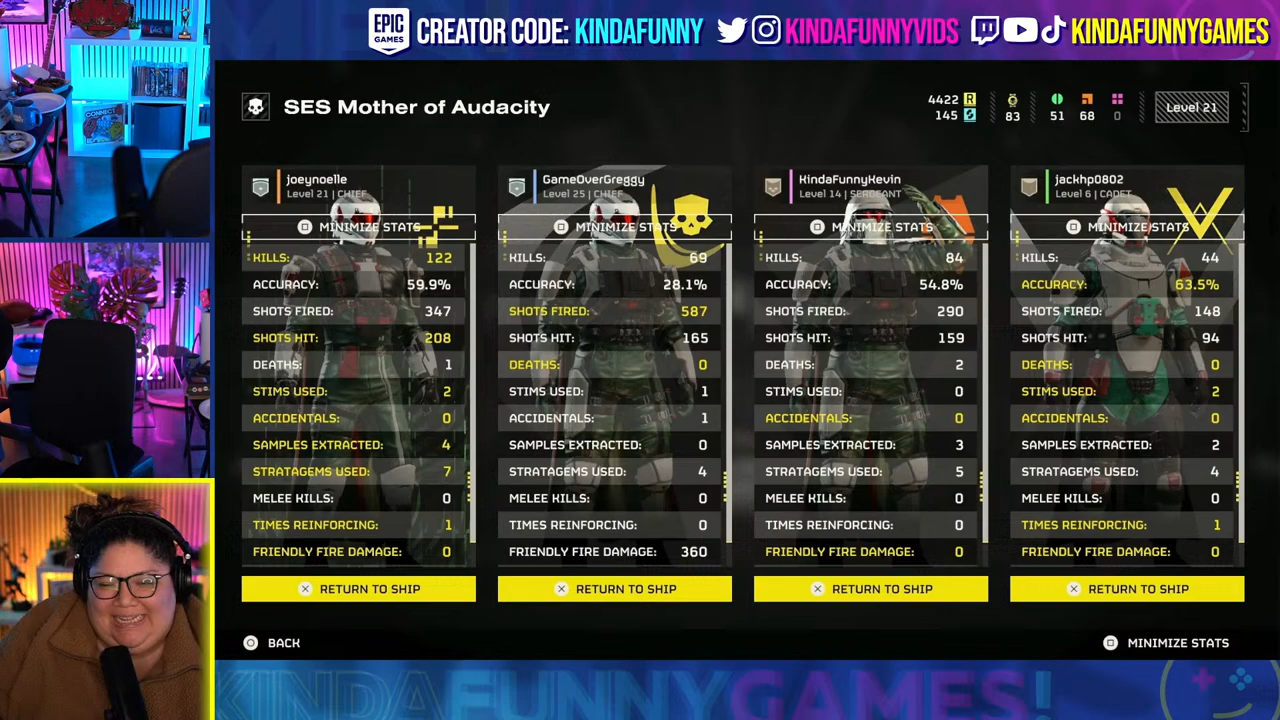 EPIC GAMES CREATOR CODE: KINDAFUNNY KINDAFUNNYVIDS KINDAFUNNYGAMES
SES Mother of Audacity
4422 R
145
83
51
68
0
Level 21
joeynoelle
Level 21 | CHIEF
MINIMIZE STATS
KILLS: 122
ACCURACY: 59.9%
SHOTS FIRED: 347
SHOTS HIT: 208
DEATHS: 1
STIMS USED: 2
ACCIDENTALS: 0
SAMPLES EXTRACTED: 4
STRATAGEMS USED: 7
MELEE KILLS: 0
TIMES REINFORCING: 1
FRIENDLY FIRE DAMAGE: 0
RETURN TO SHIP
GameOverGreggy
Level 25 | CHIEF
MINIMIZE STATS
KILLS: 69
ACCURACY: 28.1%
SHOTS FIRED: 587
SHOTS HIT: 165
DEATHS: 0
STIMS USED: 1
ACCIDENTALS: 1
SAMPLES EXTRACTED: 0
STRATAGEMS USED: 4
MELEE KILLS: 0
TIMES REINFORCING: 0
FRIENDLY FIRE DAMAGE: 360
RETURN TO SHIP
KindaFunnyKevin
Level 14 | SERGEANT
MINIMIZE STATS
KILLS: 84
ACCURACY: 54.8%
SHOTS FIRED: 290
SHOTS HIT: 159
DEATHS: 2
STIMS USED: 0
ACCIDENTALS: 0
SAMPLES EXTRACTED: 3
STRATAGEMS USED: 5
MELEE KILLS: 0
TIMES REINFORCING: 0
FRIENDLY FIRE DAMAGE: 0
RETURN TO SHIP
jackhp0802
Level 6 | CADET
MINIMIZE STATS
KILLS: 44
ACCURACY: 63.5%
SHOTS FIRED: 148
SHOTS HIT: 94
DEATHS: 0
STIMS USED: 2
ACCIDENTALS: 0
SAMPLES EXTRACTED: 2
STRATAGEMS USED: 4
MELEE KILLS: 0
TIMES REINFORCING: 1
FRIENDLY FIRE DAMAGE: 0
RETURN TO SHIP
BACK
MINIMIZE STATS
KINDAFUNNYGAMES!